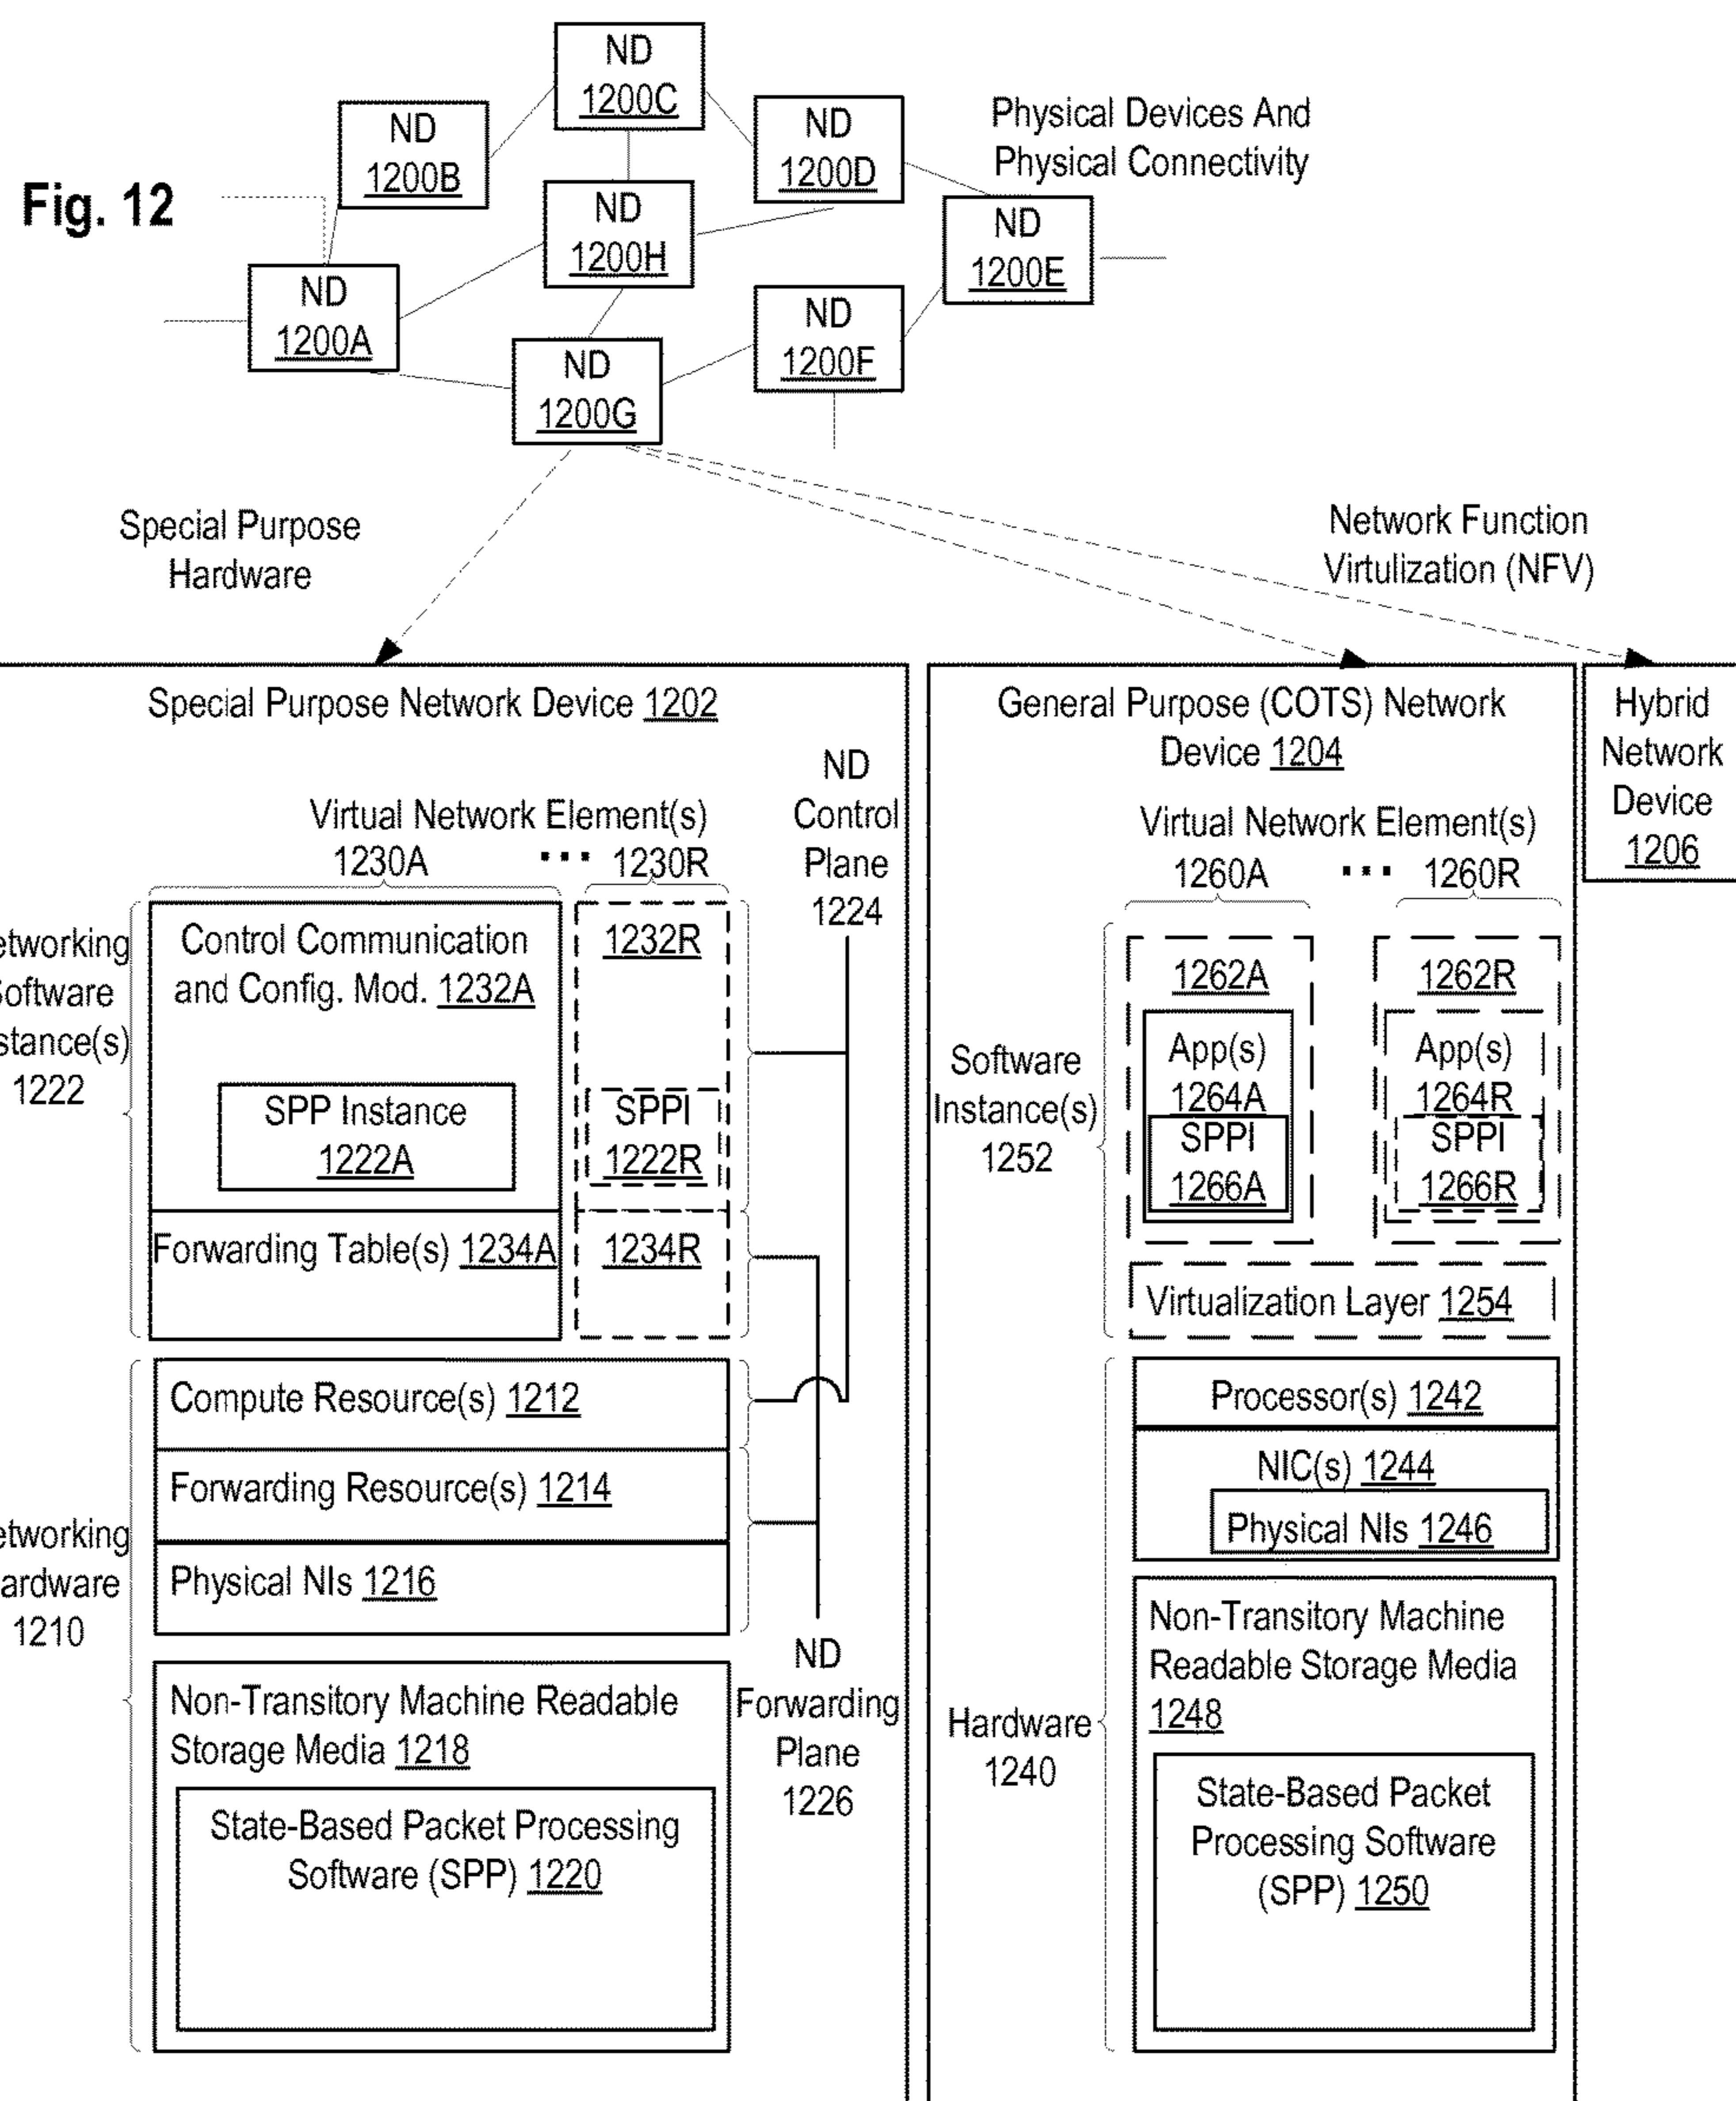 Fig. 12
ND
1200C
ND
1200B
ND
1200D
Physical Devices And
Physical Connectivity
ND
1200H
ND
1200E
ND
1200A
ND
1200F
ND
1200G
Special Purpose
Hardware
Network Function
Virtulization (NFV)
Special Purpose Network Device 1202
ND
Control
Plane
1224
Virtual Network Element(s)
1230A ... 1230R
etworking
oftware
stance(s)
1222
Control Communication
and Config. Mod. 1232A
1232R
SPP Instance
1222A
SPPI
1222R
Forwarding Table(s) 1234A
1234R
etworking
ardware
1210
Compute Resource(s) 1212
Forwarding Resource(s) 1214
Physical NIs 1216
ND
Forwarding
Plane
1226
Non-Transitory Machine Readable
Storage Media 1218
State-Based Packet Processing
Software (SPP) 1220
General Purpose (COTS) Network
Device 1204
Virtual Network Element(s)
1260A ... 1260R
Software
Instance(s)
1252
1262A
App(s)
1264A
SPPI
1266A
1262R
App(s)
1264R
SPPI
1266R
Virtualization Layer 1254
Hardware
1240
Processor(s) 1242
NIC(s) 1244
Physical NIs 1246
Non-Transitory Machine
Readable Storage Media
1248
State-Based Packet
Processing Software
(SPP) 1250
Hybrid
Network
Device
1206